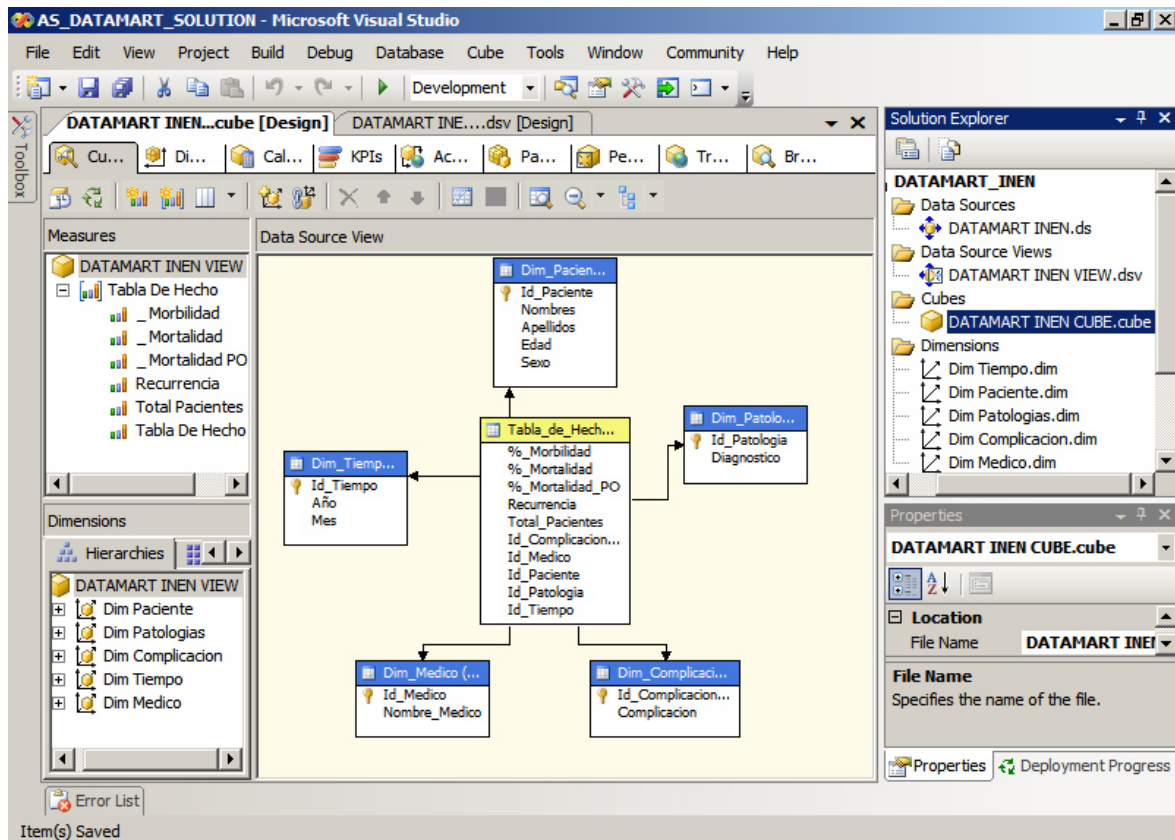 AS_DATAMART_SOLUTION - Microsoft Visual Studio
File Edit View Project Build Debug Database Cube Tools Window Community Help
Development
Toolbox
DATAMART INEN...cube [Design]
DATAMART INE....dsv [Design]
Cu... Di... Cal... KPIs Ac... Pa... Pe... Tr... Br...
Measures
DATAMART INEN VIEW
Tabla De Hecho
_ Morbilidad
_ Mortalidad
_ Mortalidad PO
Recurrencia
Total Pacientes
Tabla De Hecho
Dimensions
Hierarchies
DATAMART INEN VIEW
Dim Paciente
Dim Patologias
Dim Complicacion
Dim Tiempo
Dim Medico
Data Source View
Dim_Pacien...
Id_Paciente
Nombres
Apellidos
Edad
Sexo
Dim_Tiemp...
Id_Tiempo
Año
Mes
Tabla_de_Hech...
%_Morbilidad
%_Mortalidad
%_Mortalidad_PO
Recurrencia
Total_Pacientes
Id_Complicacion...
Id_Medico
Id_Paciente
Id_Patologia
Id_Tiempo
Dim_Patolo...
Id_Patologia
Diagnostico
Dim_Medico (...
Id_Medico
Nombre_Medico
Dim_Complicaci...
Id_Complicacion...
Complicacion
Solution Explorer
DATAMART_INEN
Data Sources
DATAMART INEN.ds
Data Source Views
DATAMART INEN VIEW.dsv
Cubes
DATAMART INEN CUBE.cube
Dimensions
Dim Tiempo.dim
Dim Paciente.dim
Dim Patologias.dim
Dim Complicacion.dim
Dim Medico.dim
Properties
DATAMART INEN CUBE.cube
Location
File Name DATAMART INEN
File Name
Specifies the name of the file.
Properties Deployment Progress
Error List
Item(s) Saved